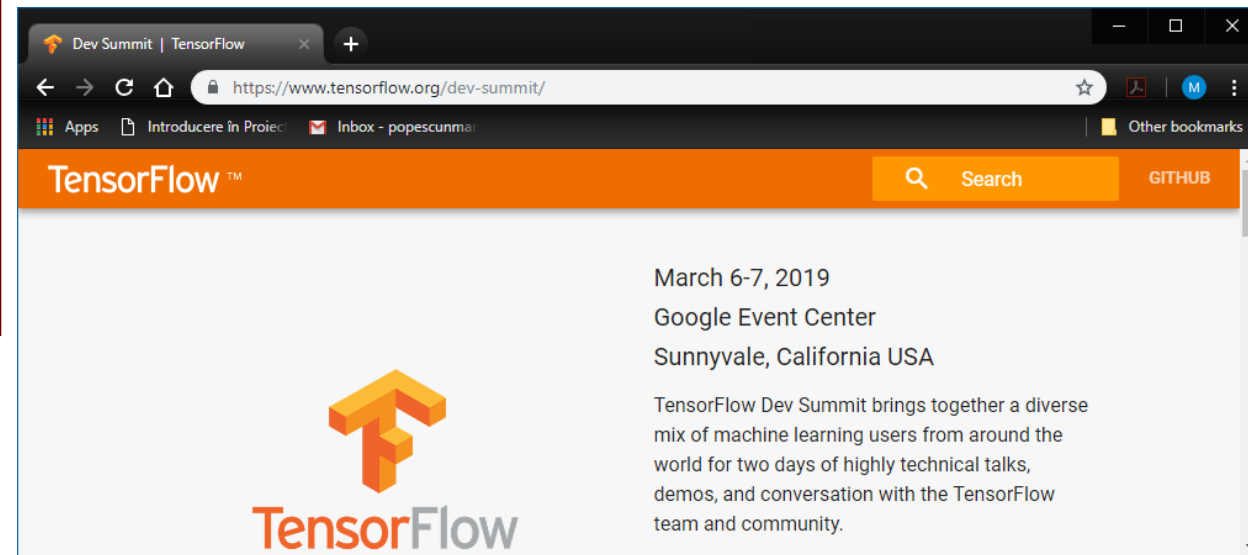 Dev Summit | TensorFlow
https://www.tensorflow.org/dev-summit/
M
Apps Introducere în Proiect Inbox - popescunmar Other bookmarks
TensorFlow ™ Search GITHUB
March 6-7, 2019
Google Event Center
Sunnyvale, California USA
TensorFlow Dev Summit brings together a diverse
mix of machine learning users from around the
world for two days of highly technical talks,
demos, and conversation with the TensorFlow
team and community.
TensorFlow